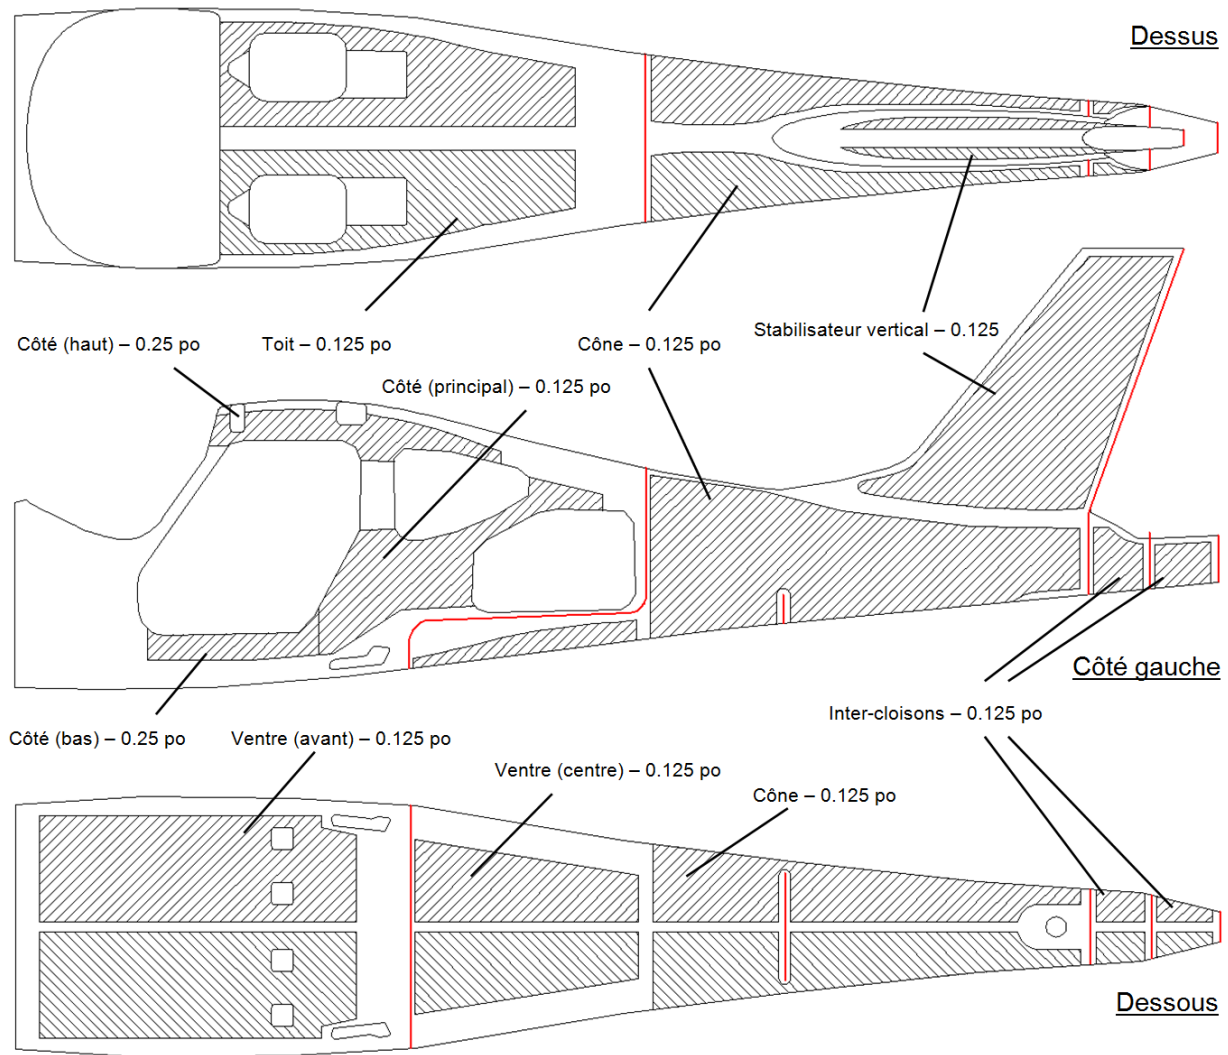 Dessus
Stabilisateur vertical – 0.125
Côté (haut) – 0.25 po
Toit – 0.125 po
Cône – 0.125 po
Côté (principal) – 0.125 po
Côté gauche
Inter-cloisons – 0.125 po
Côté (bas) – 0.25 po
Ventre (avant) – 0.125 po
Ventre (centre) – 0.125 po
Cône – 0.125 po
Dessous